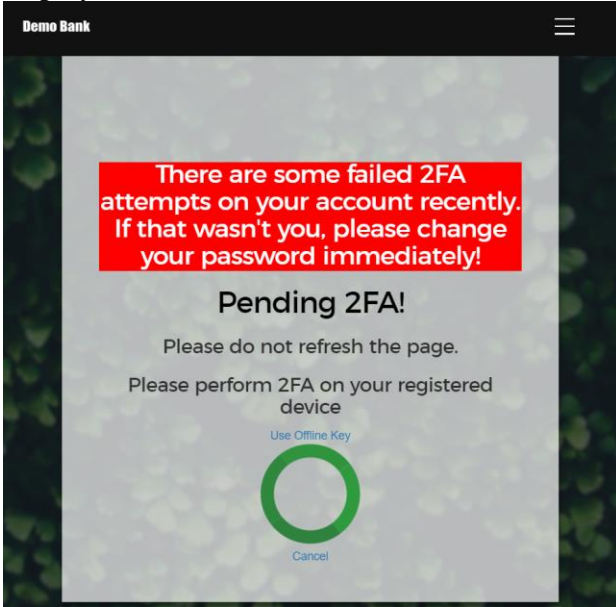 Demo Bank
There are some failed 2FA
attempts on your account recently.
If that wasn't you, please change
your password immediately!
Pending 2FA!
Please do not refresh the page.
Please perform 2FA on your registered
device
Use Offline Key
Cancel